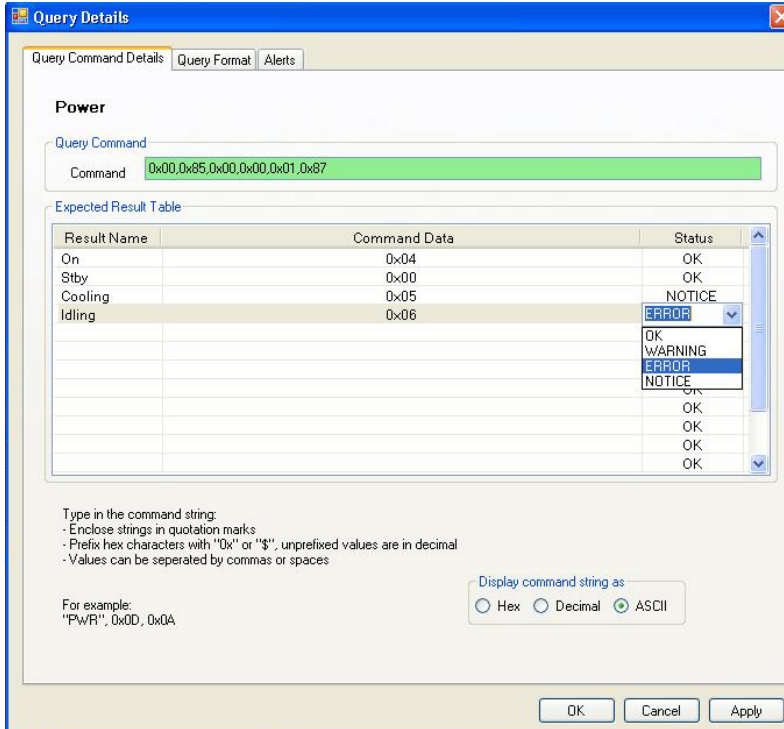 Query Details
Query Command Details Query Format Alerts
Power
Query Command
Command 0x00,0x85,0x00,0x00,0x01,0x87
Expected Result Table
Result Name Command Data Status
On 0x04 OK
Stby 0x00 OK
Cooling 0x05 NOTICE
Idling 0x06 ERROR
OK
WARNING
ERROR
NOTICE
OK
OK
OK
OK
OK
Type in the command string:
- Enclose strings in quotation marks
- Prefix hex characters with "0x" or "$", unprefixed values are in decimal
- Values can be seperated by commas or spaces
Display command string as
Hex Decimal ASCII
For example:
"PWR", 0x0D, 0x0A
OK Cancel Apply